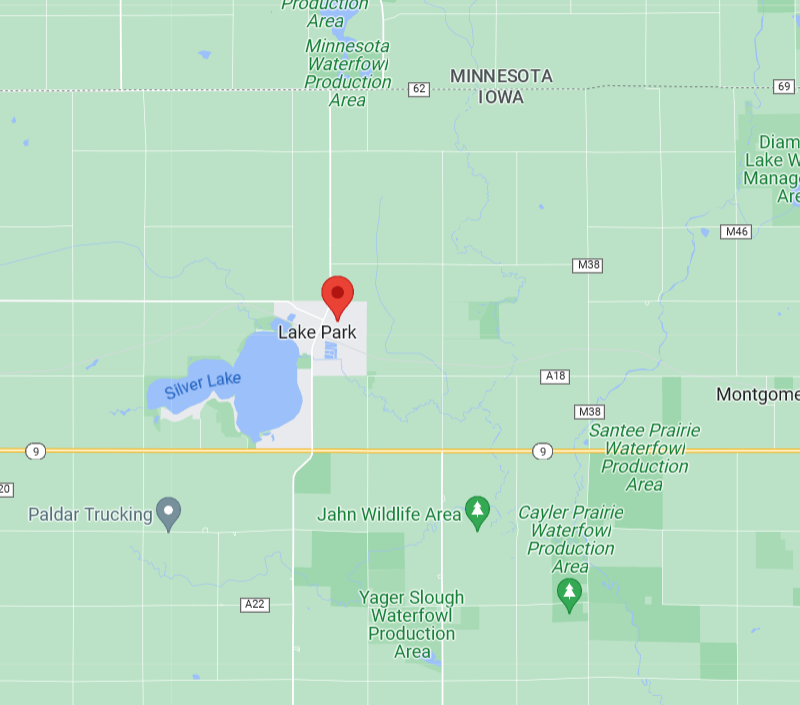 Production
Area
Minnesota
Waterfowl
Production
Area
62
MINNESOTA
IOWA
69
Diam
Lake W
Manag
Are
M46
M38
Lake Park
Silver Lake
A18
M38
Montgome
Santee Prairie
Waterfowl
Production
Area
9
9
20
Paldar Trucking
Jahn Wildlife Area
Cayler Prairie
Waterfowl
Production
Area
A22
Yager Slough
Waterfowl
Production
Area